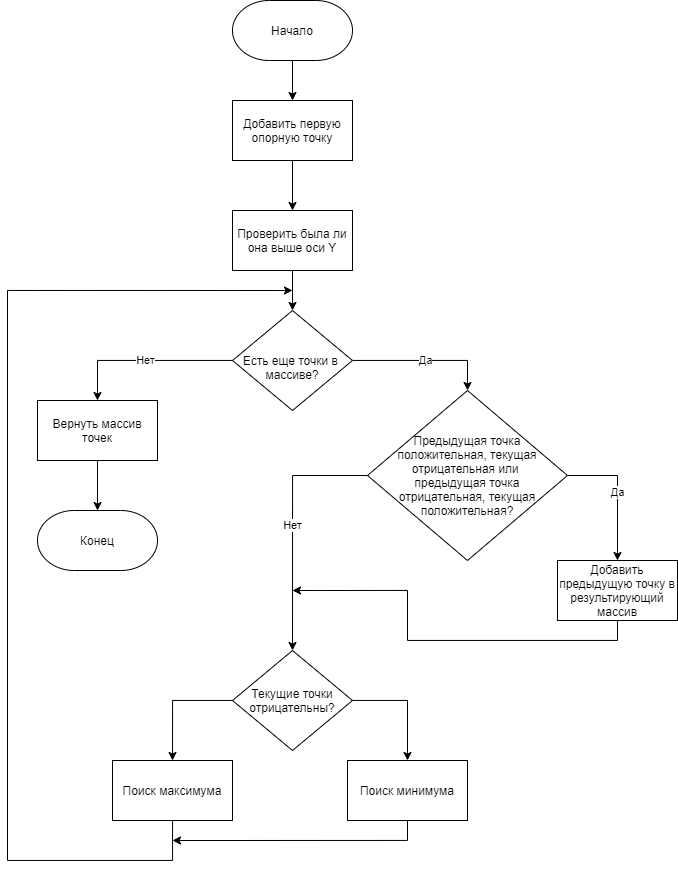 Начало
Добавить первую
опорную точку
Проверить была ли
она выше оси Y
Есть еще точки в
массиве?
Нет
Да
Вернуть массив
точек
Конец
Предыдущая точка
положительная, текущая
отрицательная или
предыдущая точка
отрицательная, текущая
положительная?
Нет
Да
Добавить
предыдущую точку в
результирующий
массив
Текущие точки
отрицательны?
Поиск максимума
Поиск минимума